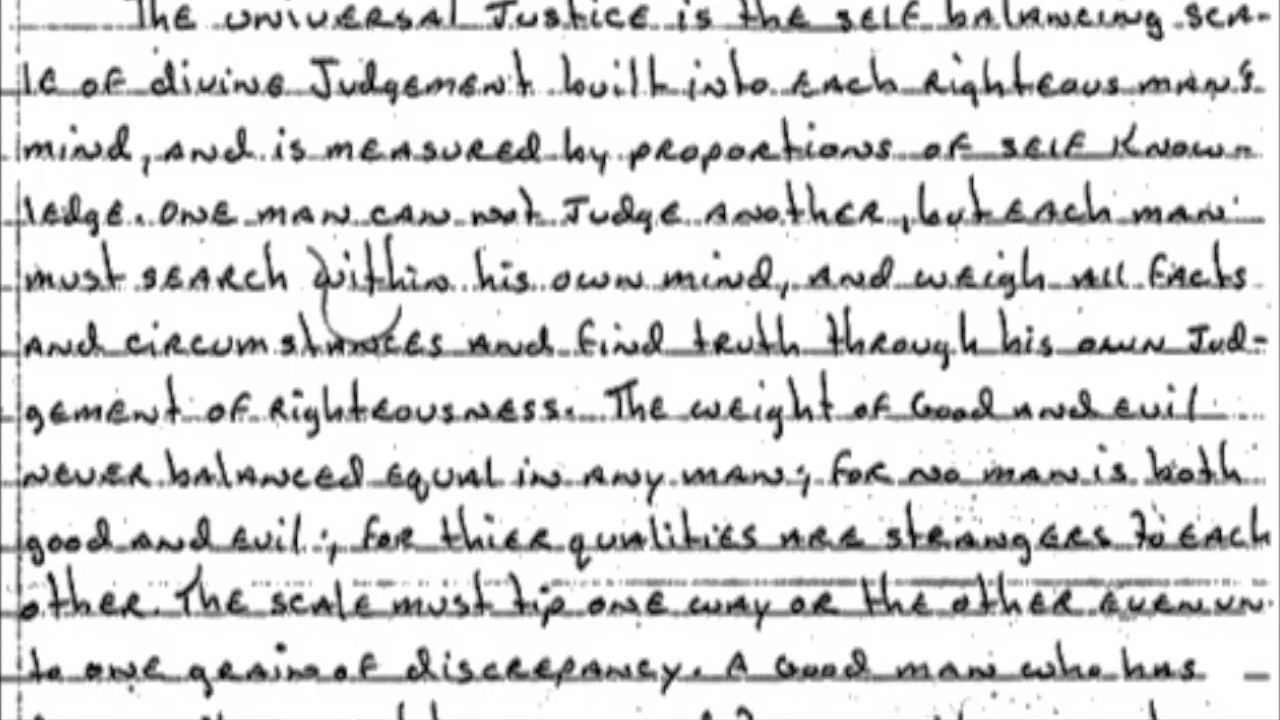 The universal Justice is the self balancing sca-
le of divine Judgement built into each righteous man's
mind, and is measured by proportions of self Know-
ledge. One man can not Judge another, but each man
must search within his own mind, and weigh all facts
and circumstances and find truth through his own Jud-
gement of Righteousness. The weight of Good and evil
never balanced equal in any man; for no man is both
good and evil; for thier qualities are strangers to each
other. The scale must tip one way or the other even un-
to one grain of discrepancy. A Good man who has